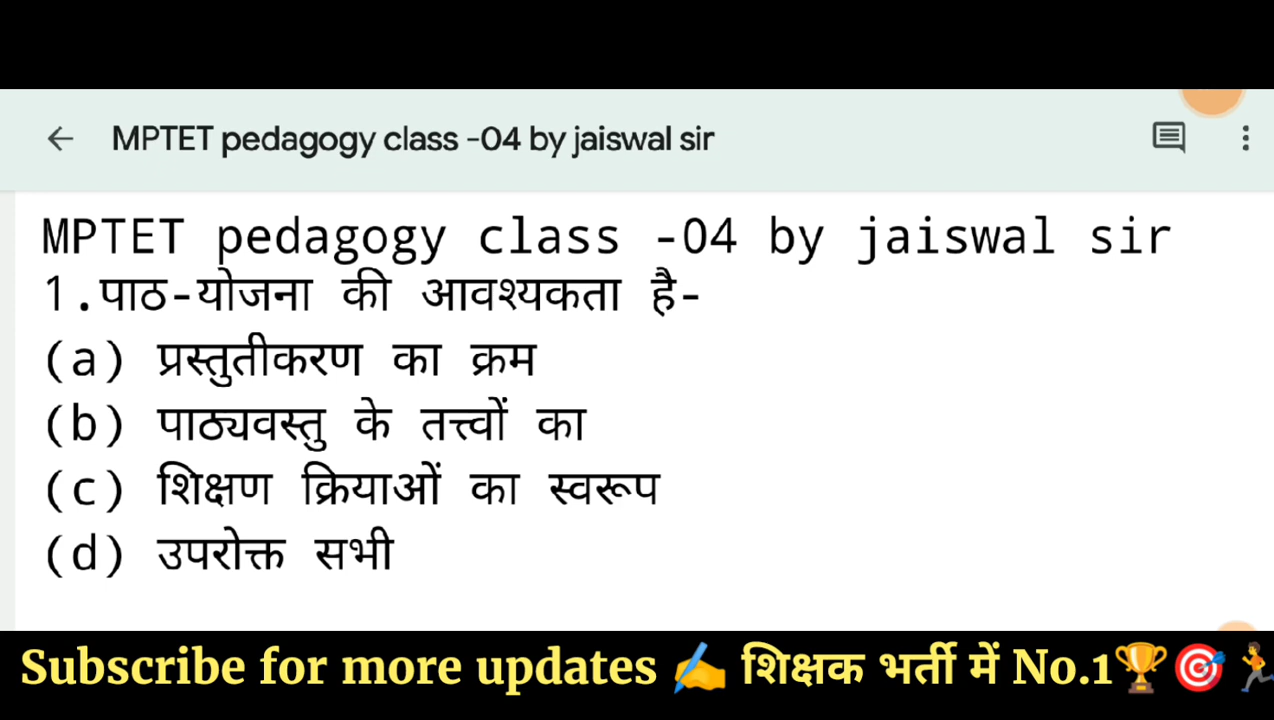 MPTET pedagogy class -04 by jaiswal sir
MPTET pedagogy class -04 by jaiswal sir
1.पाठ-योजना की आवश्यकता है-
(a) प्रस्तुतीकरण का क्रम
(b) पाठ्यवस्तु के तत्त्वों का
(c) शिक्षण क्रियाओं का स्वरूप
(d) उपरोक्त सभी
Subscribe for more updates ✍️ शिक्षक भर्ती में No.1🏆🎯🏃